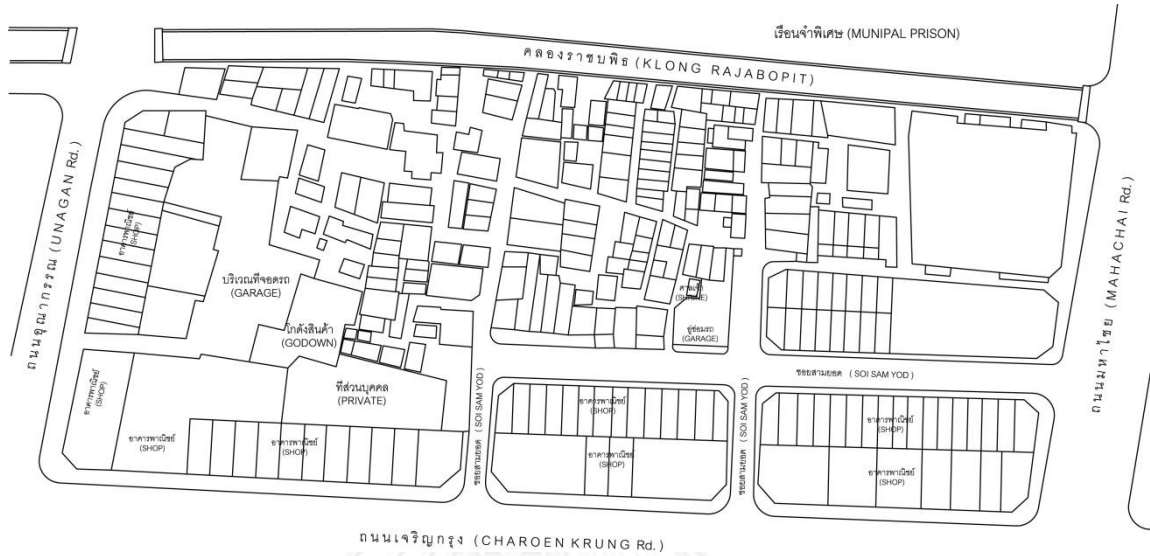 เรือนจำพิเศษ (MUNIPAL PRISON)
คลองราชบพิธ (KLONG RAJABOPIT)
ถนนอุณากรรณ (UNAGAN Rd.)
อาคารพาณิชย์
(SHOP)
บริเวณที่จอดรถ
(GARAGE)
โกดังสินค้า
(GODOWN)
ที่ส่วนบุคคล
(PRIVATE)
ศาลเจ้า
(SHRINE)
อู่ซ่อมรถ
(GARAGE)
ถนนมหาไชย (MAHACHAI Rd.)
ซอยสามยอด (SOI SAM YOD)
อาคารพาณิชย์
(SHOP)
อาคารพาณิชย์
(SHOP)
อาคารพาณิชย์
(SHOP)
ซอยสามยอด (SOI SAM YOD)
อาคารพาณิชย์
(SHOP)
อาคารพาณิชย์
(SHOP)
ซอยสามยอด (SOI SAM YOD)
อาคารพาณิชย์
(SHOP)
อาคารพาณิชย์
(SHOP)
ถนนเจริญกรุง (CHAROEN KRUNG Rd.)